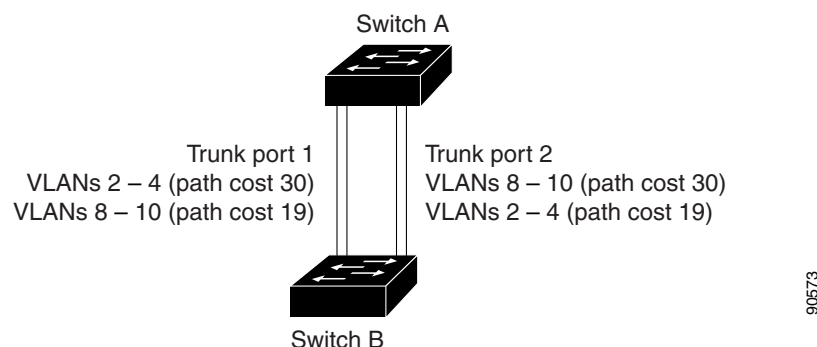 Switch A
Trunk port 1
VLANs 2 – 4 (path cost 30)
VLANs 8 – 10 (path cost 19)
Trunk port 2
VLANs 8 – 10 (path cost 30)
VLANs 2 – 4 (path cost 19)
90573
Switch B